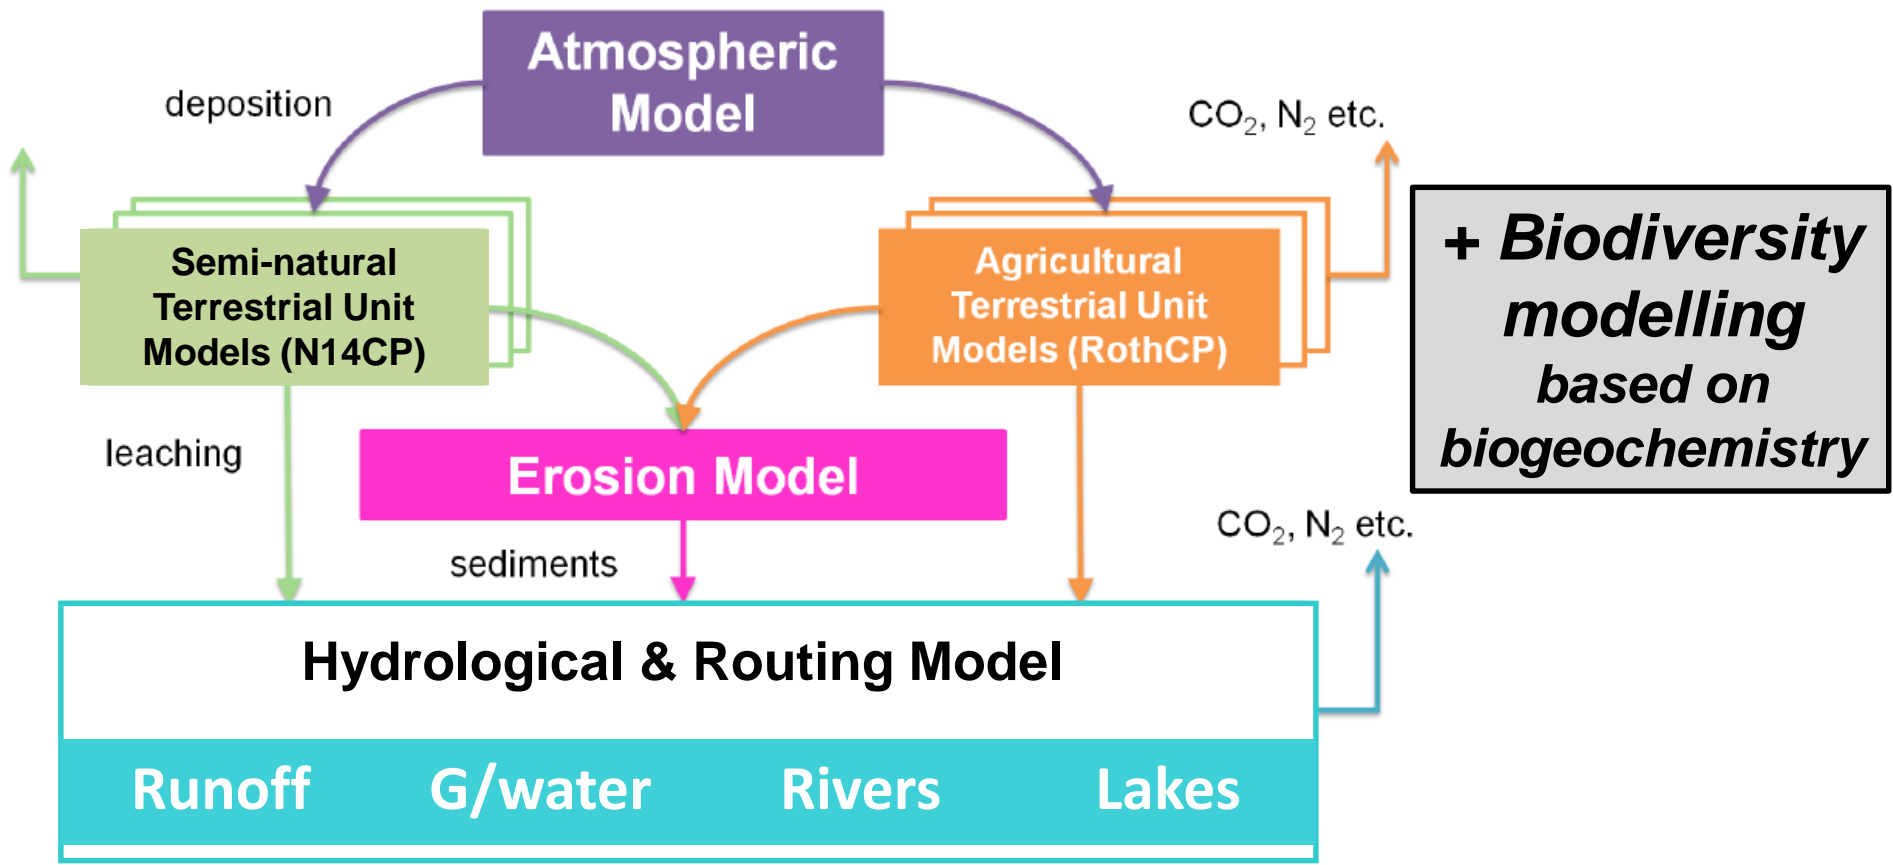 Atmospheric
Model
deposition
CO₂, N₂ etc.
Semi-natural
Terrestrial Unit
Models (N14CP)
Agricultural
Terrestrial Unit
Models (RothCP)
+ Biodiversity
modelling
based on
biogeochemistry
leaching
Erosion Model
sediments
CO₂, N₂ etc.
Hydrological & Routing Model
Runoff G/water Rivers Lakes